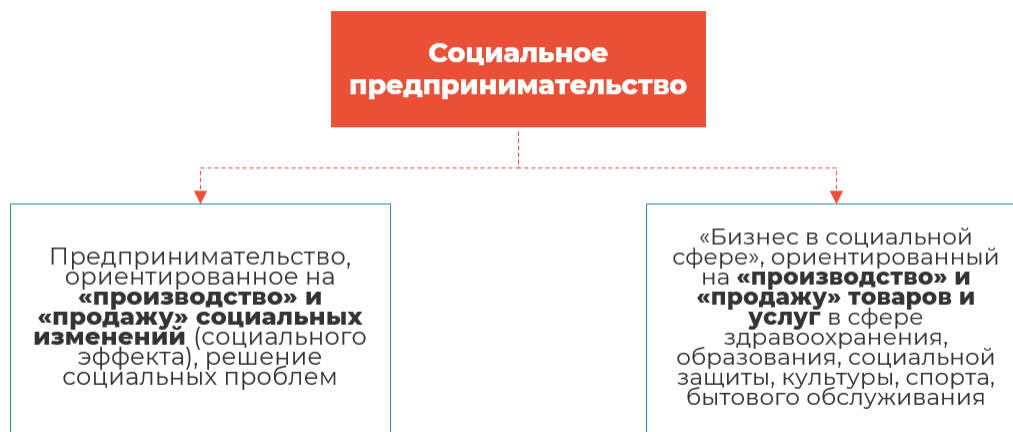 Социальное
предпринимательство
Предпринимательство,
ориентированное на
«производство» и
«продажу» социальных
изменений (социального
эффекта), решение
социальных проблем
«Бизнес в социальной
сфере», ориентированный
на «производство» и
«продажу» товаров и
услуг в сфере
здравоохранения,
образования, социальной
защиты, культуры, спорта,
бытового обслуживания